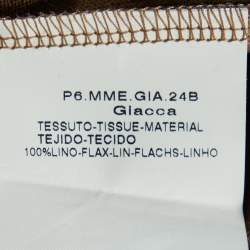 P6.MME.GIA.24B
Giacca
TESSUTO-TISSUE-MATERIAL
TEJIDO-TECIDO
100%LINO-FLAX-LIN-FLACHS-LINHO